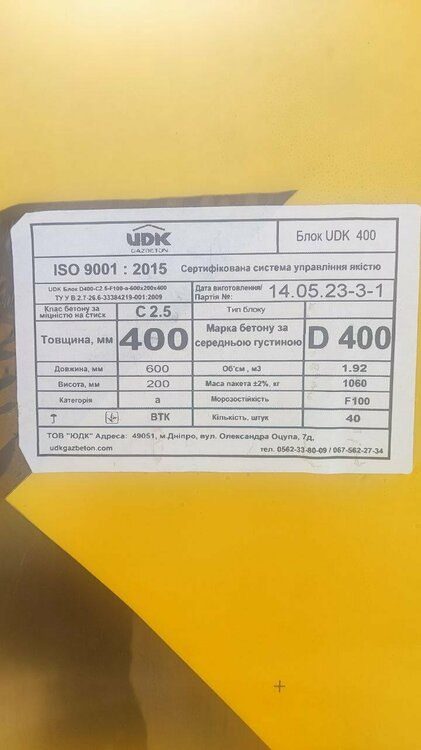 UDK
GAZBETON
Блок UDK 400
ISO 9001 : 2015 Сертифікована система управління якістю
UDK Блок D400-C2.5-F100-a-600x200x400
ТУ У В.2.7-26.6-33384219-001:2009
Дата виготовлення/
Партія №: 14.05.23-3-1
Клас бетону за
міцністю на стиск C 2.5 Тип блоку
Товщина, мм 400 Марка бетону за
середньою густиною D 400
Довжина, мм 600 Об'єм , м3 1.92
Висота, мм 200 Маса пакета ±2%, кг 1060
Категорія а Морозостійкість F100
ВТК Кількість, штук 40
ТОВ "ЮДК" Адреса: 49051, м.Дніпро, вул. Олександра Оцупа, 7д,
udkgazbeton.com тел. 0562-33-80-09 / 067-562-27-34